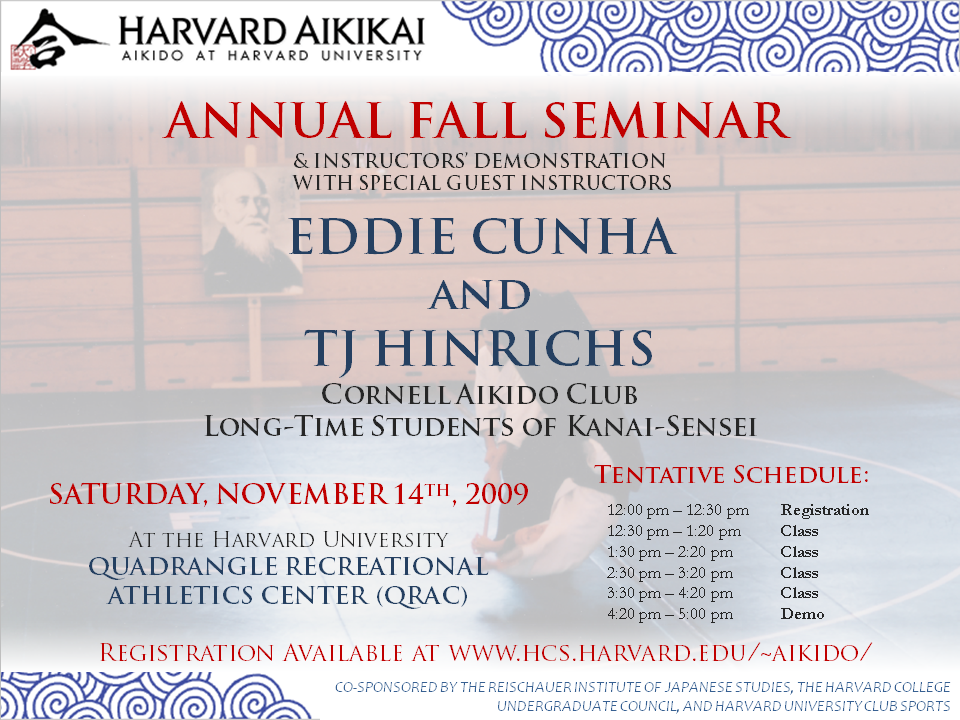 HARVARD AIKIKAI
AIKIDO AT HARVARD UNIVERSITY
ANNUAL FALL SEMINAR
& INSTRUCTORS' DEMONSTRATION
WITH SPECIAL GUEST INSTRUCTORS
EDDIE CUNHA
AND
TJ HINRICHS
CORNELL AIKIDO CLUB
LONG-TIME STUDENTS OF KANAI-SENSEI
SATURDAY, NOVEMBER 14TH, 2009
AT THE HARVARD UNIVERSITY
QUADRANGLE RECREATIONAL
ATHLETICS CENTER (QRAC)
TENTATIVE SCHEDULE:
12:00 pm – 12:30 pm Registration
12:30 pm – 1:20 pm Class
1:30 pm – 2:20 pm Class
2:30 pm – 3:20 pm Class
3:30 pm – 4:20 pm Class
4:20 pm – 5:00 pm Demo
REGISTRATION AVAILABLE AT WWW.HCS.HARVARD.EDU/~AIKIDO/
CO-SPONSORED BY THE REISCHAUER INSTITUTE OF JAPANESE STUDIES, THE HARVARD COLLEGE
UNDERGRADUATE COUNCIL, AND HARVARD UNIVERSITY CLUB SPORTS